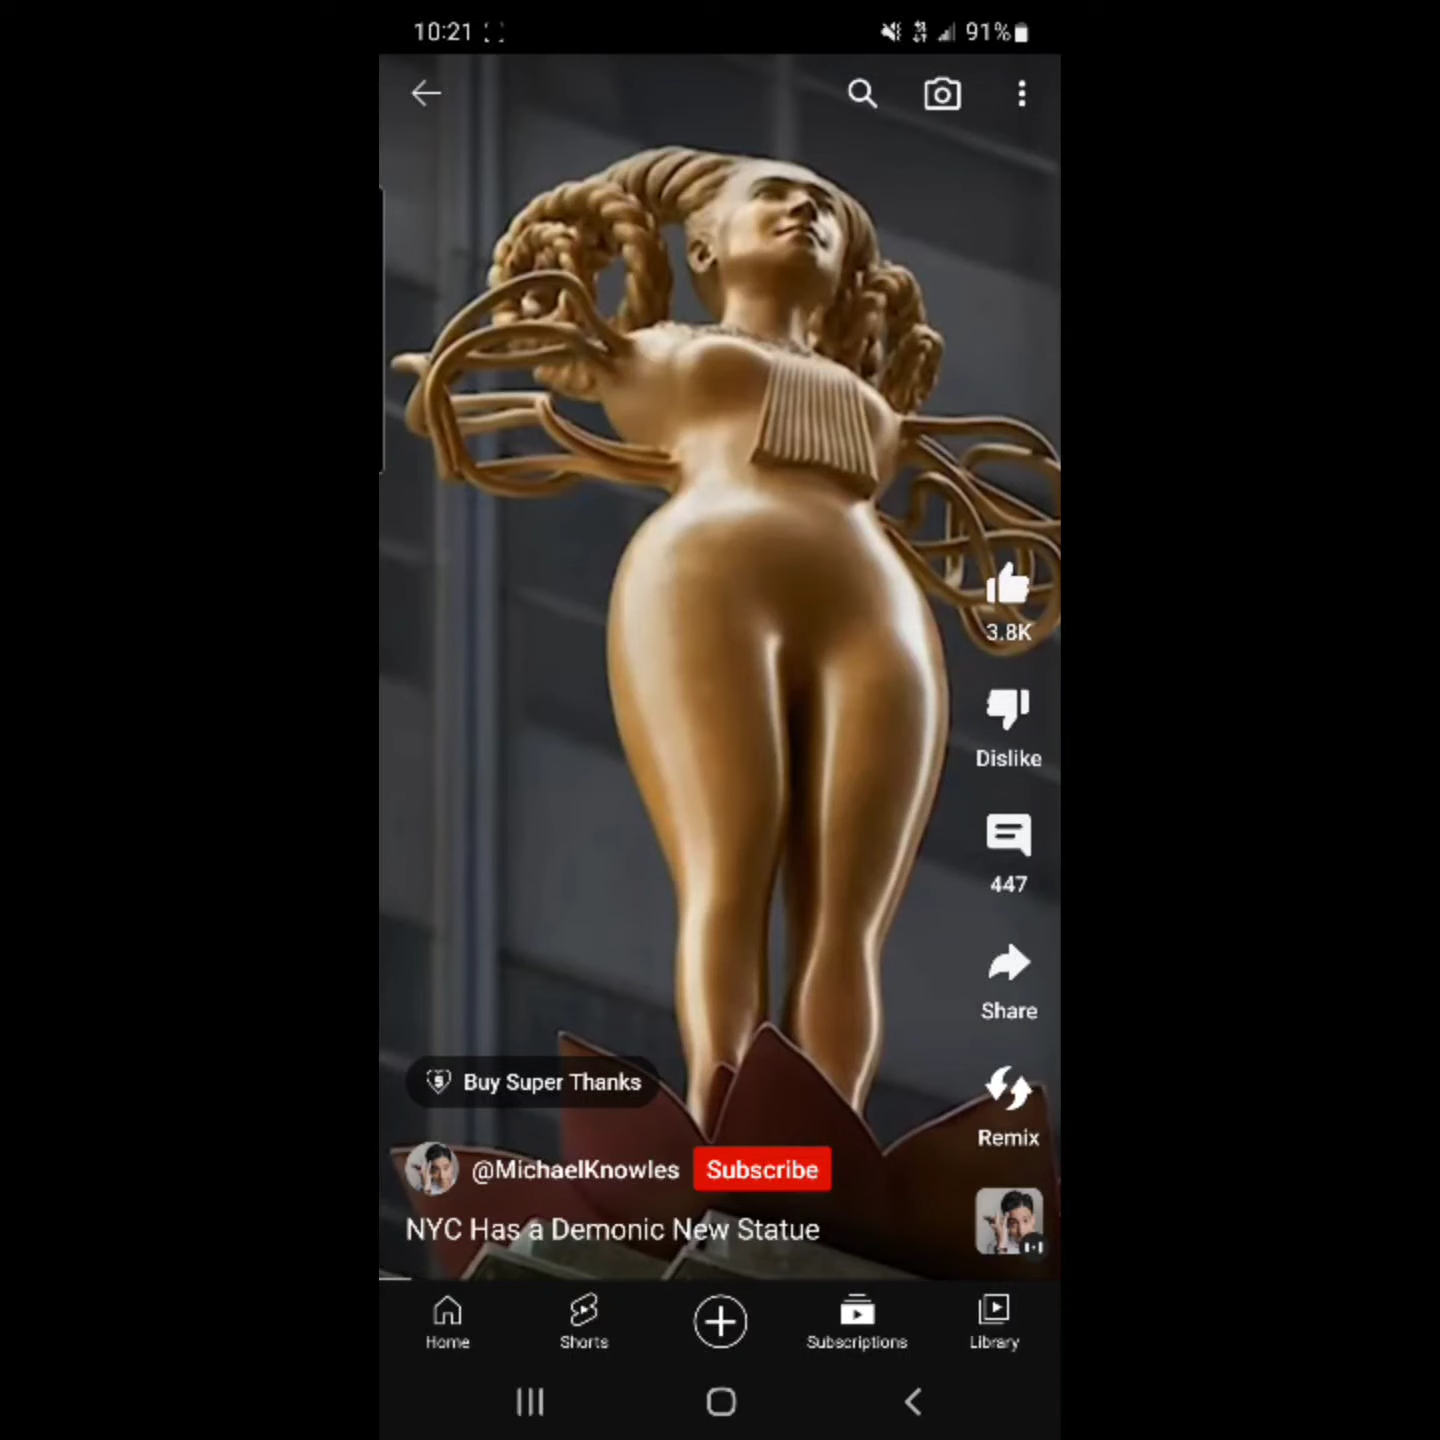 10:21
91%
3.8K
Dislike
447
Share
Buy Super Thanks
Remix
@MichaelKnowles Subscribe
NYC Has a Demonic New Statue
Home Shorts Subscriptions Library